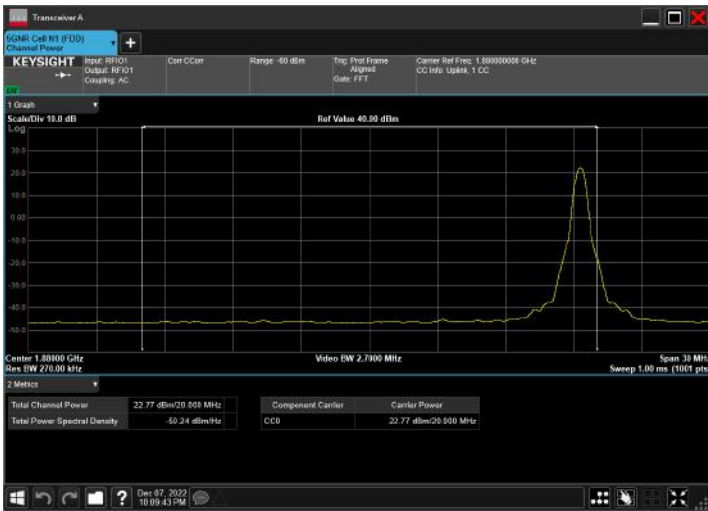 Transceiver A
5GNR Cell N1 (FDD)
Channel Power
KEYSIGHT
Input: RFIO1
Output: RFIO1
Coupling: AC
Corr CCorr
Range: -60 dBm
Trig: Prot Frame
Aligned
Gate: FFT
Carrier Ref Freq: 1.880000000 GHz
CC Info: Uplink, 1 CC
1 Graph
Scale/Div 10.0 dB
Ref Value 40.00 dBm
Log
30.0
20.0
10.0
0.00
-10.0
-20.0
-30.0
-40.0
-50.0
Center 1.88000 GHz
Video BW 2.7000 MHz
Span 30 MHz
Res BW 270.00 kHz
Sweep 1.00 ms (1001 pts
2 Metrics
Total Channel Power 22.77 dBm/20.000 MHz
Total Power Spectral Density -50.24 dBm/Hz
Component Carrier Carrier Power
CC0 22.77 dBm/20.000 MHz
?
Dec 07, 2022
10:09:43 PM